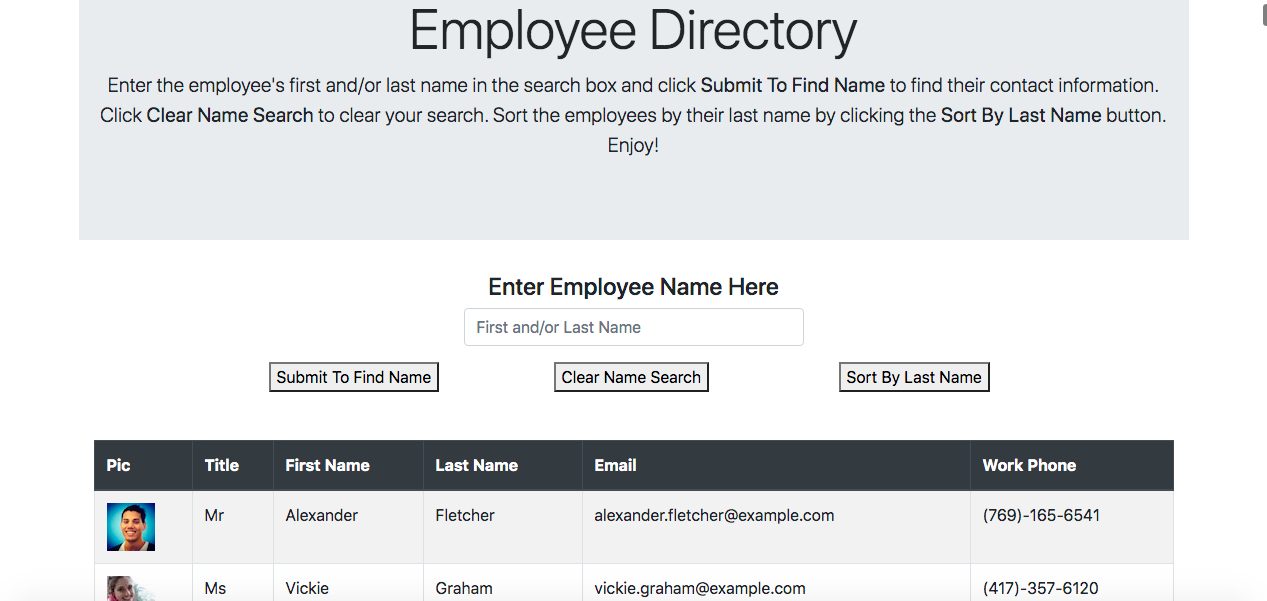 Employee Directory
Enter the employee's first and/or last name in the search box and click Submit To Find Name to find their contact information.
Click Clear Name Search to clear your search. Sort the employees by their last name by clicking the Sort By Last Name button.
Enjoy!
Enter Employee Name Here
First and/or Last Name
Submit To Find Name Clear Name Search Sort By Last Name
Pic Title First Name Last Name Email Work Phone
Mr Alexander Fletcher alexander.fletcher@example.com (769)-165-6541
Ms Vickie Graham vickie.graham@example.com (417)-357-6120